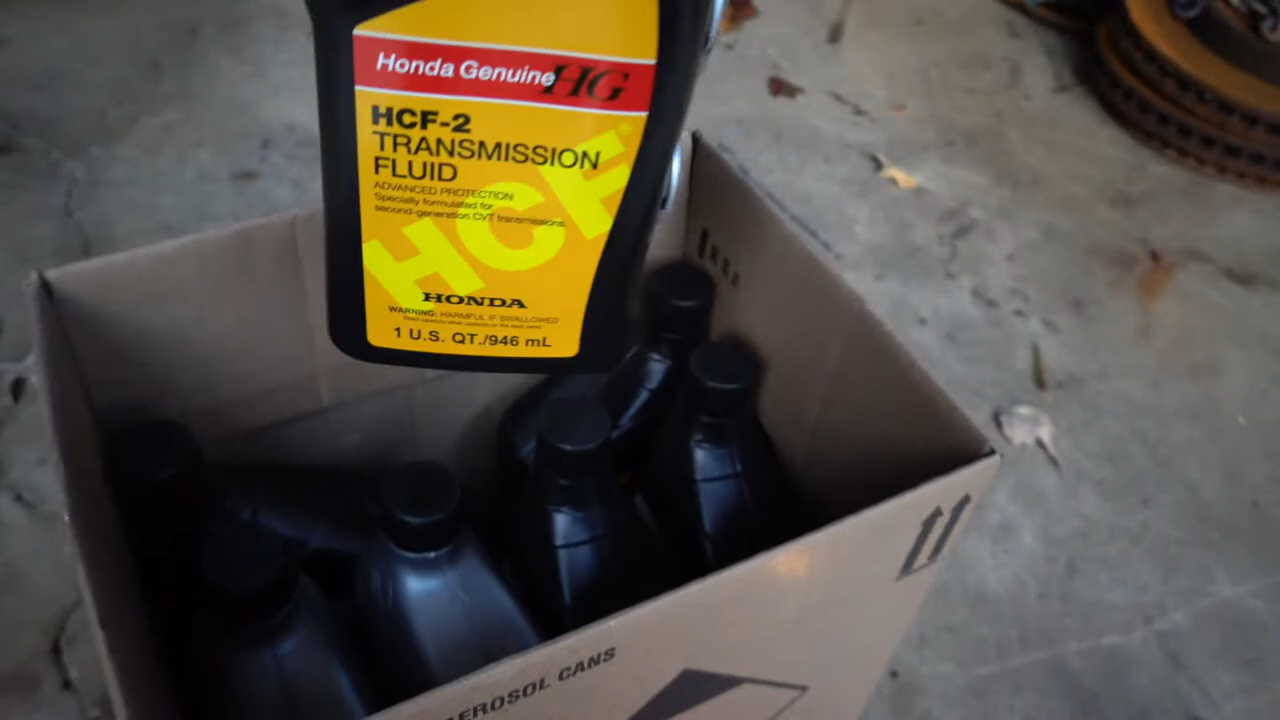 Honda Genuine HG
HCF-2
TRANSMISSION
FLUID
ADVANCED PROTECTION
Specially formulated for
second-generation CVT transmissions.
HCF
HONDA
WARNING: HARMFUL IF SWALLOWED
1 U.S. QT./946 mL
AEROSOL CANS